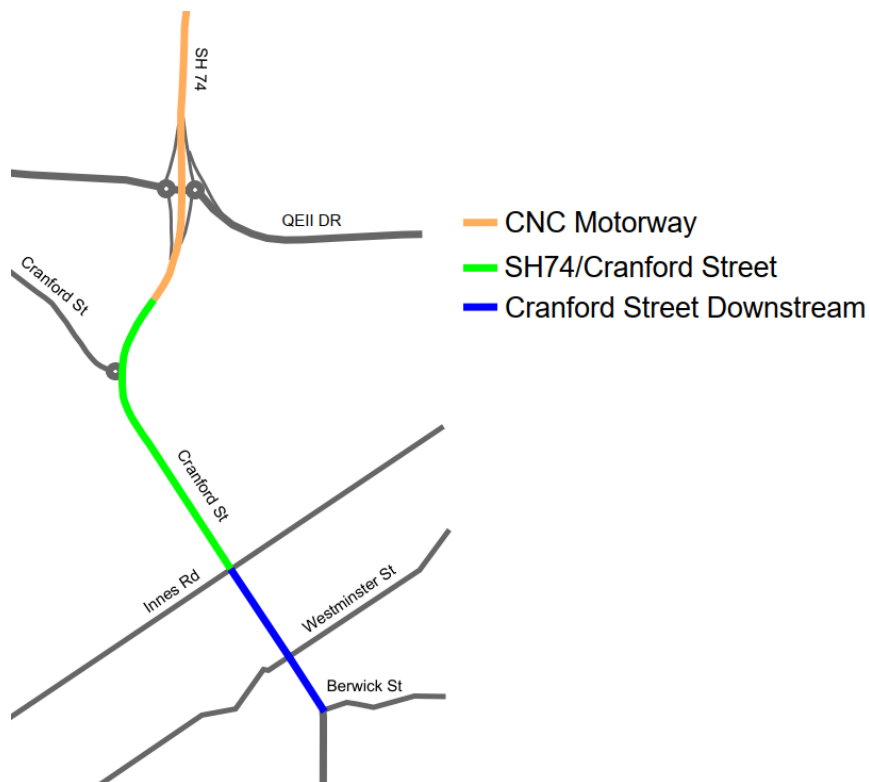 SH 74
QEII DR
Cranford St
CNC Motorway
SH74/Cranford Street
Cranford Street Downstream
Cranford St
Innes Rd
Westminster St
Berwick St